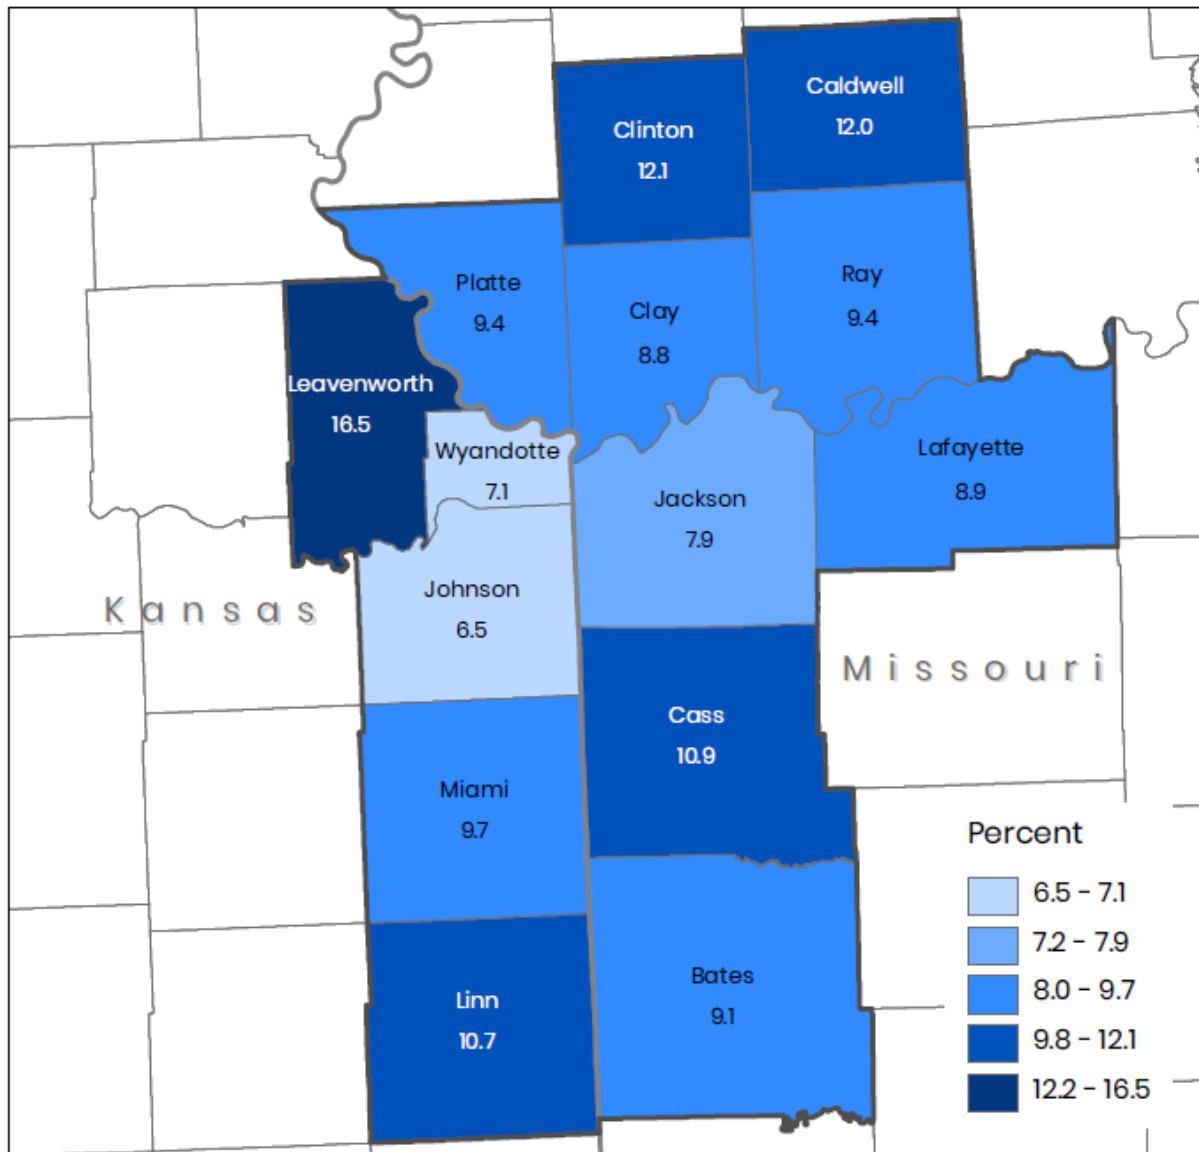 Caldwell
12.0
Clinton
12.1
Platte
9.4
Clay
8.8
Ray
9.4
Leavenworth
16.5
Wyandotte
7.1
Jackson
7.9
Lafayette
8.9
Johnson
6.5
Kansas
Missouri
Cass
10.9
Miami
9.7
Linn
10.7
Bates
9.1
Percent
6.5 - 7.1
7.2 - 7.9
8.0 - 9.7
9.8 - 12.1
12.2 - 16.5